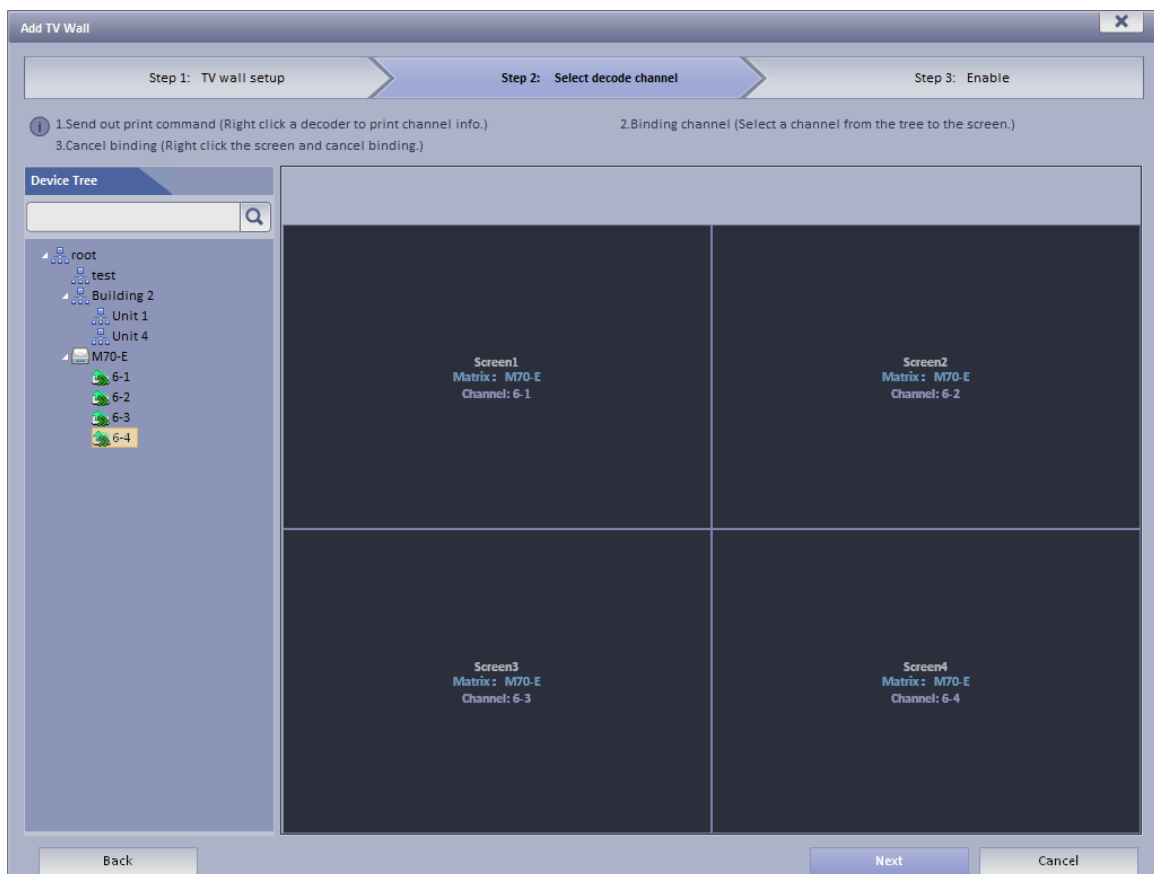 Add TV Wall
Step 1: TV wall setup
Step 2: Select decode channel
Step 3: Enable
1.Send out print command (Right click a decoder to print channel info.)
2.Binding channel (Select a channel from the tree to the screen.)
3.Cancel binding (Right click the screen and cancel binding.)
Device Tree
root
test
Building 2
Unit 1
Unit 4
M70-E
6-1
6-2
6-3
6-4
Screen1
Matrix: M70-E
Channel: 6-1
Screen2
Matrix: M70-E
Channel: 6-2
Screen3
Matrix: M70-E
Channel: 6-3
Screen4
Matrix: M70-E
Channel: 6-4
Back
Next
Cancel